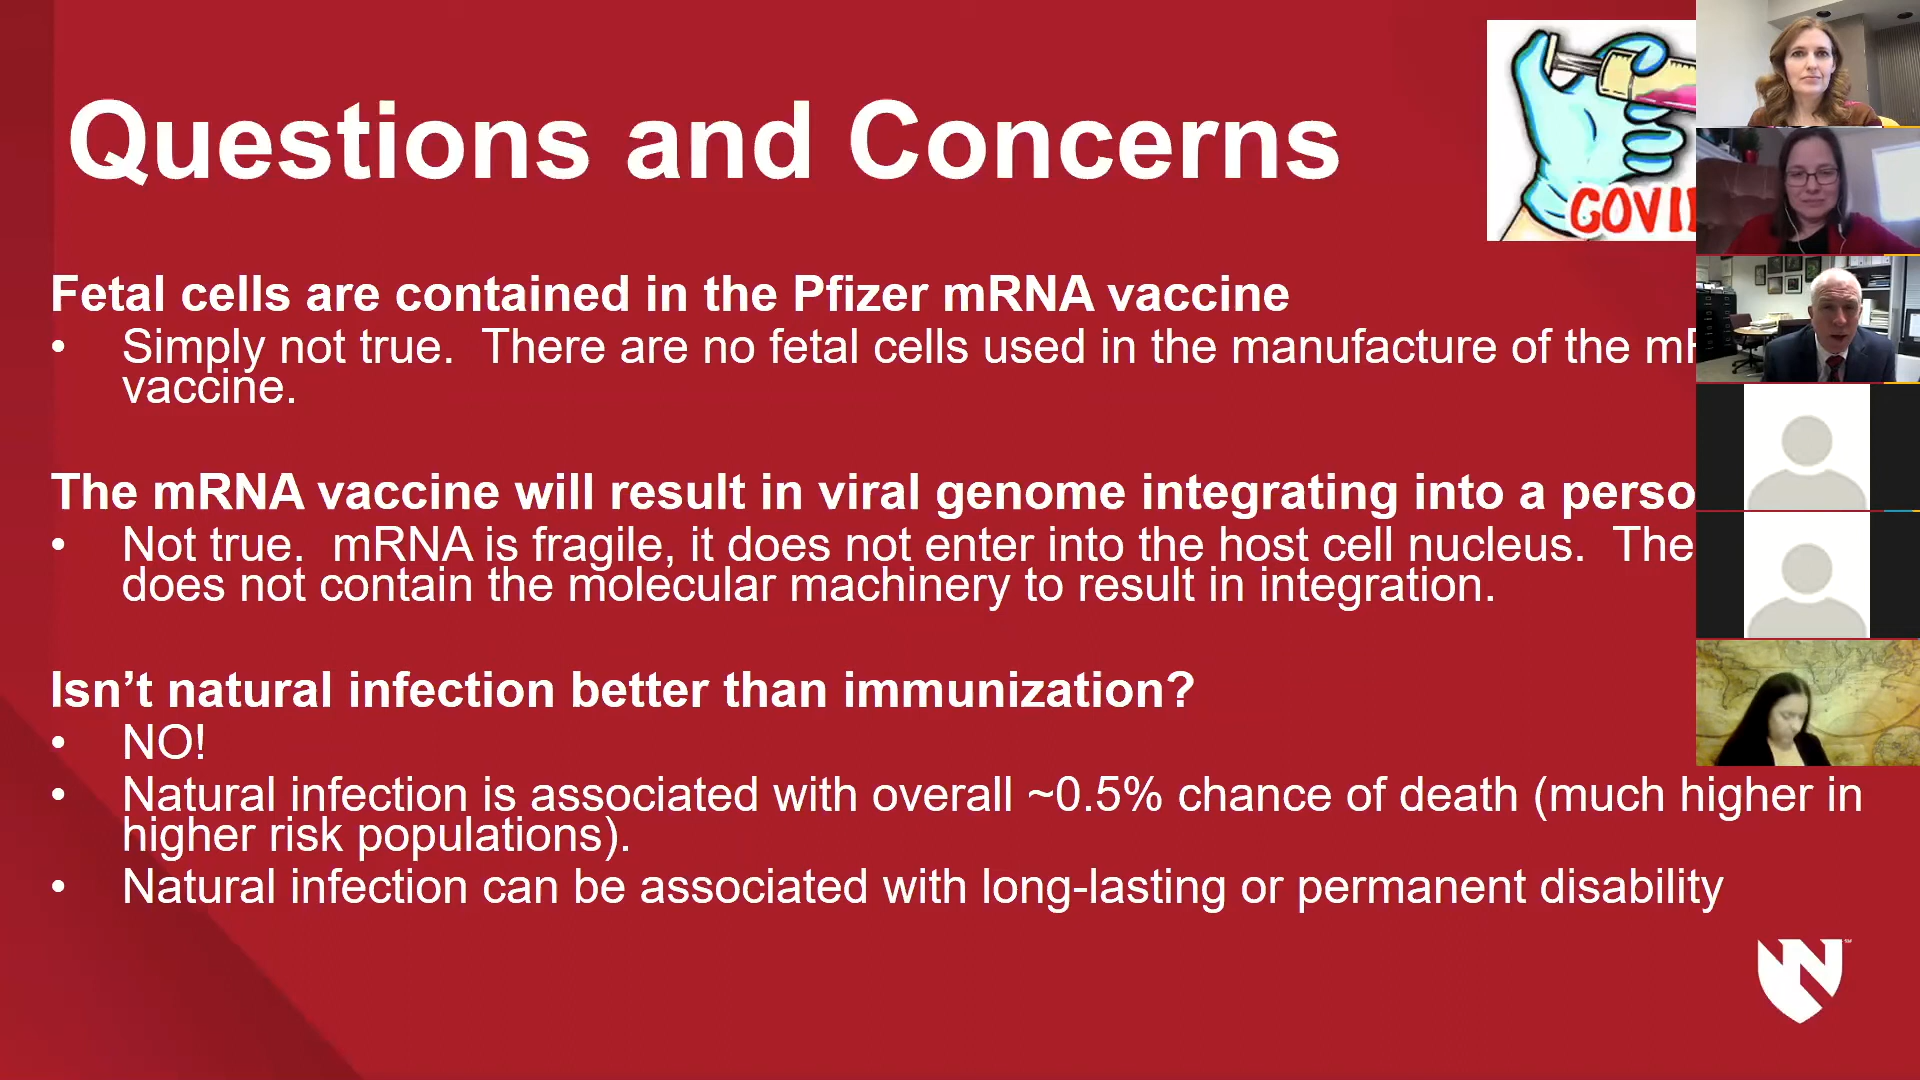 Questions and Concerns
Fetal cells are contained in the Pfizer mRNA vaccine
• Simply not true.  There are no fetal cells used in the manufacture of the
vaccine.
The mRNA vaccine will result in viral genome integrating into a
• Not true.  mRNA is fragile, it does not enter into the host cell nucleus.  The
does not contain the molecular machinery to result in integration.
Isn’t natural infection better than immunization?
• NO!
• Natural infection is associated with overall ~0.5% chance of death (much higher in
higher risk populations).
• Natural infection can be associated with long-lasting or permanent disability